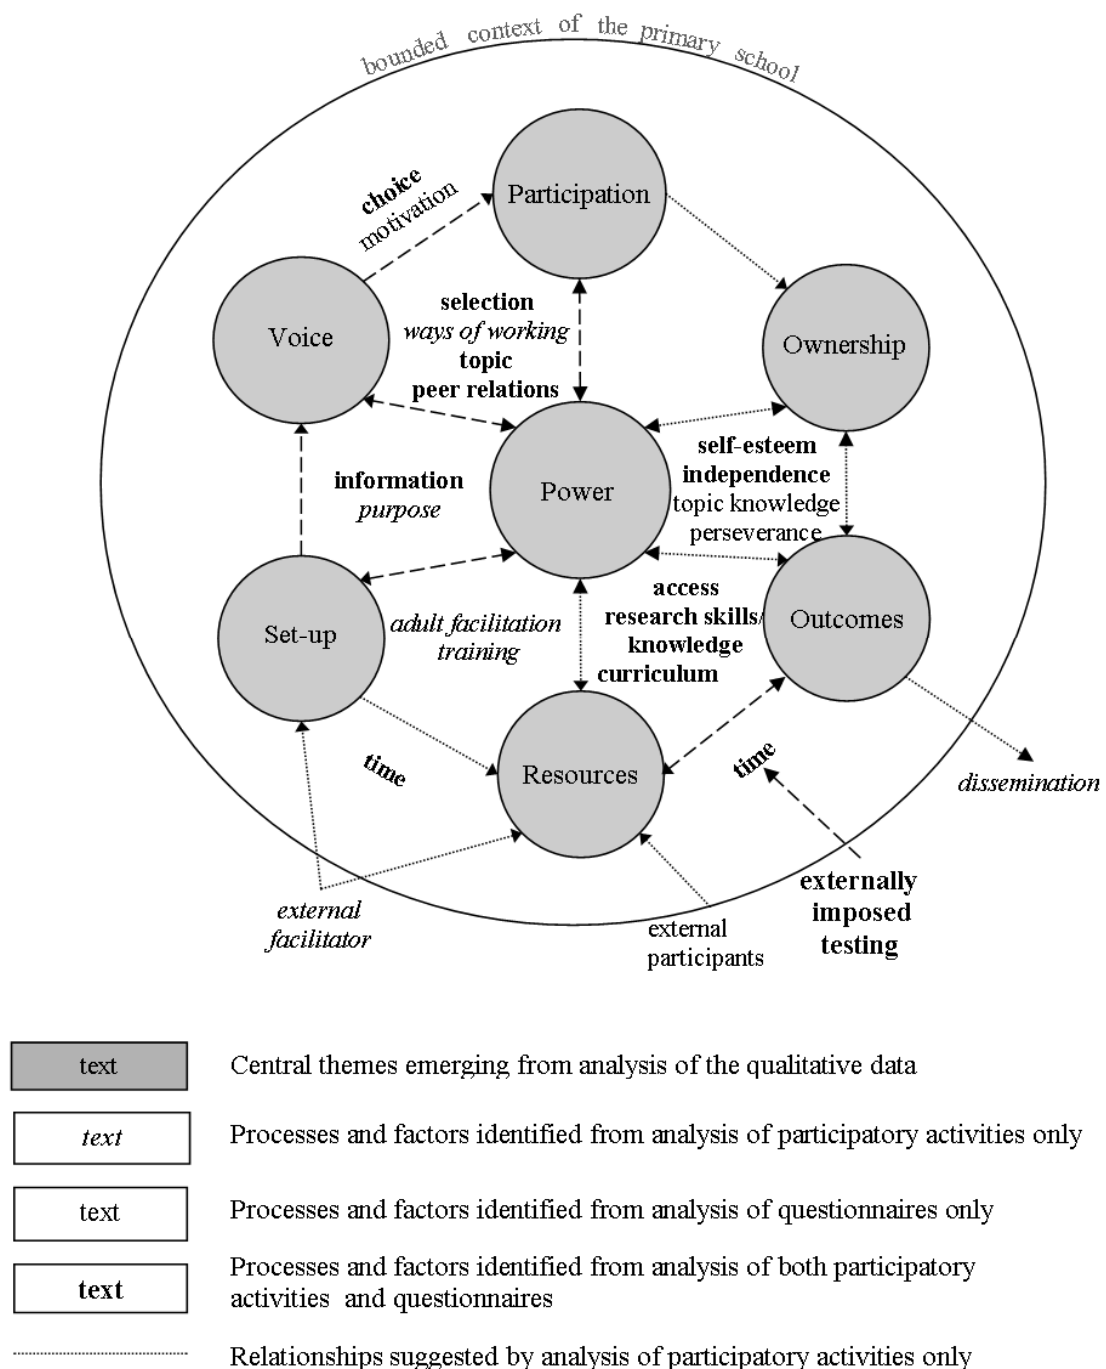 bounded context of the primary school
Participation
choice
motivation
Voice
selection
ways of working
topic
peer relations
Ownership
Power
self-esteem
independence
topic knowledge
perseverance
information
purpose
Set-up
adult facilitation
training
access
research skills/
knowledge
curriculum
Outcomes
Resources
time
time
dissemination
external
facilitator
external
participants
externally
imposed
testing
text
Central themes emerging from analysis of the qualitative data
text
Processes and factors identified from analysis of participatory activities only
text
Processes and factors identified from analysis of questionnaires only
text
Processes and factors identified from analysis of both participatory
activities and questionnaires
Relationships suggested by analysis of participatory activities only